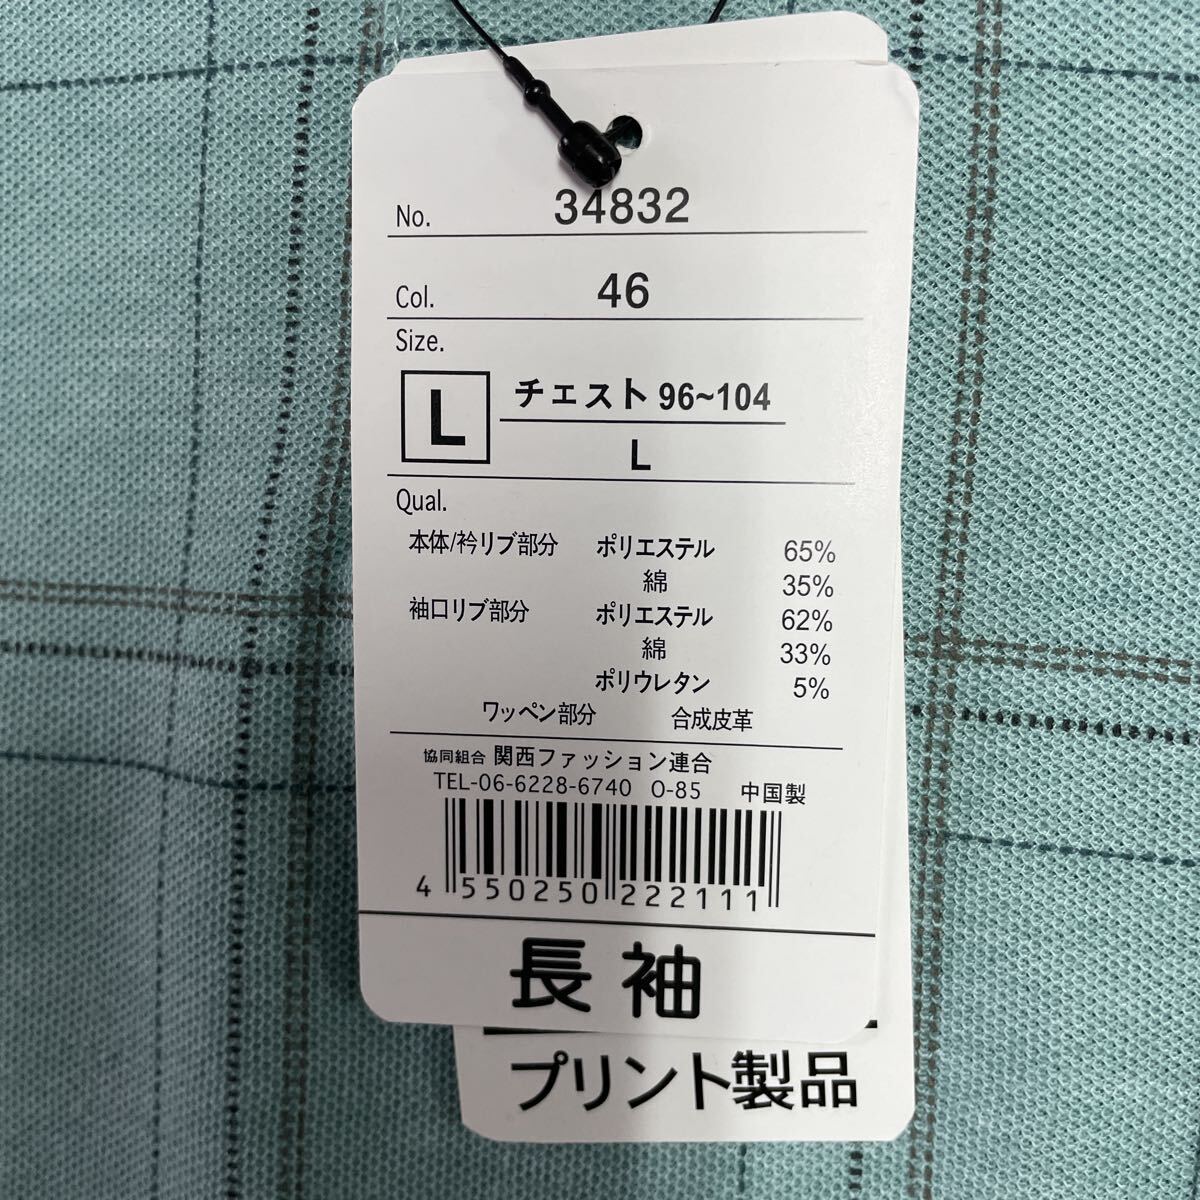 No. 34832
Col. 46
Size.
L チェスト 96~104
L
Qual.
本体/衿リブ部分 ポリエステル 65%
綿 35%
袖口リブ部分 ポリエステル 62%
綿 33%
ポリウレタン 5%
ワッペン部分 合成皮革
協同組合 関西ファッション連合
TEL-06-6228-6740 O-85 中国製
4 550250 222111
長袖
プリント製品